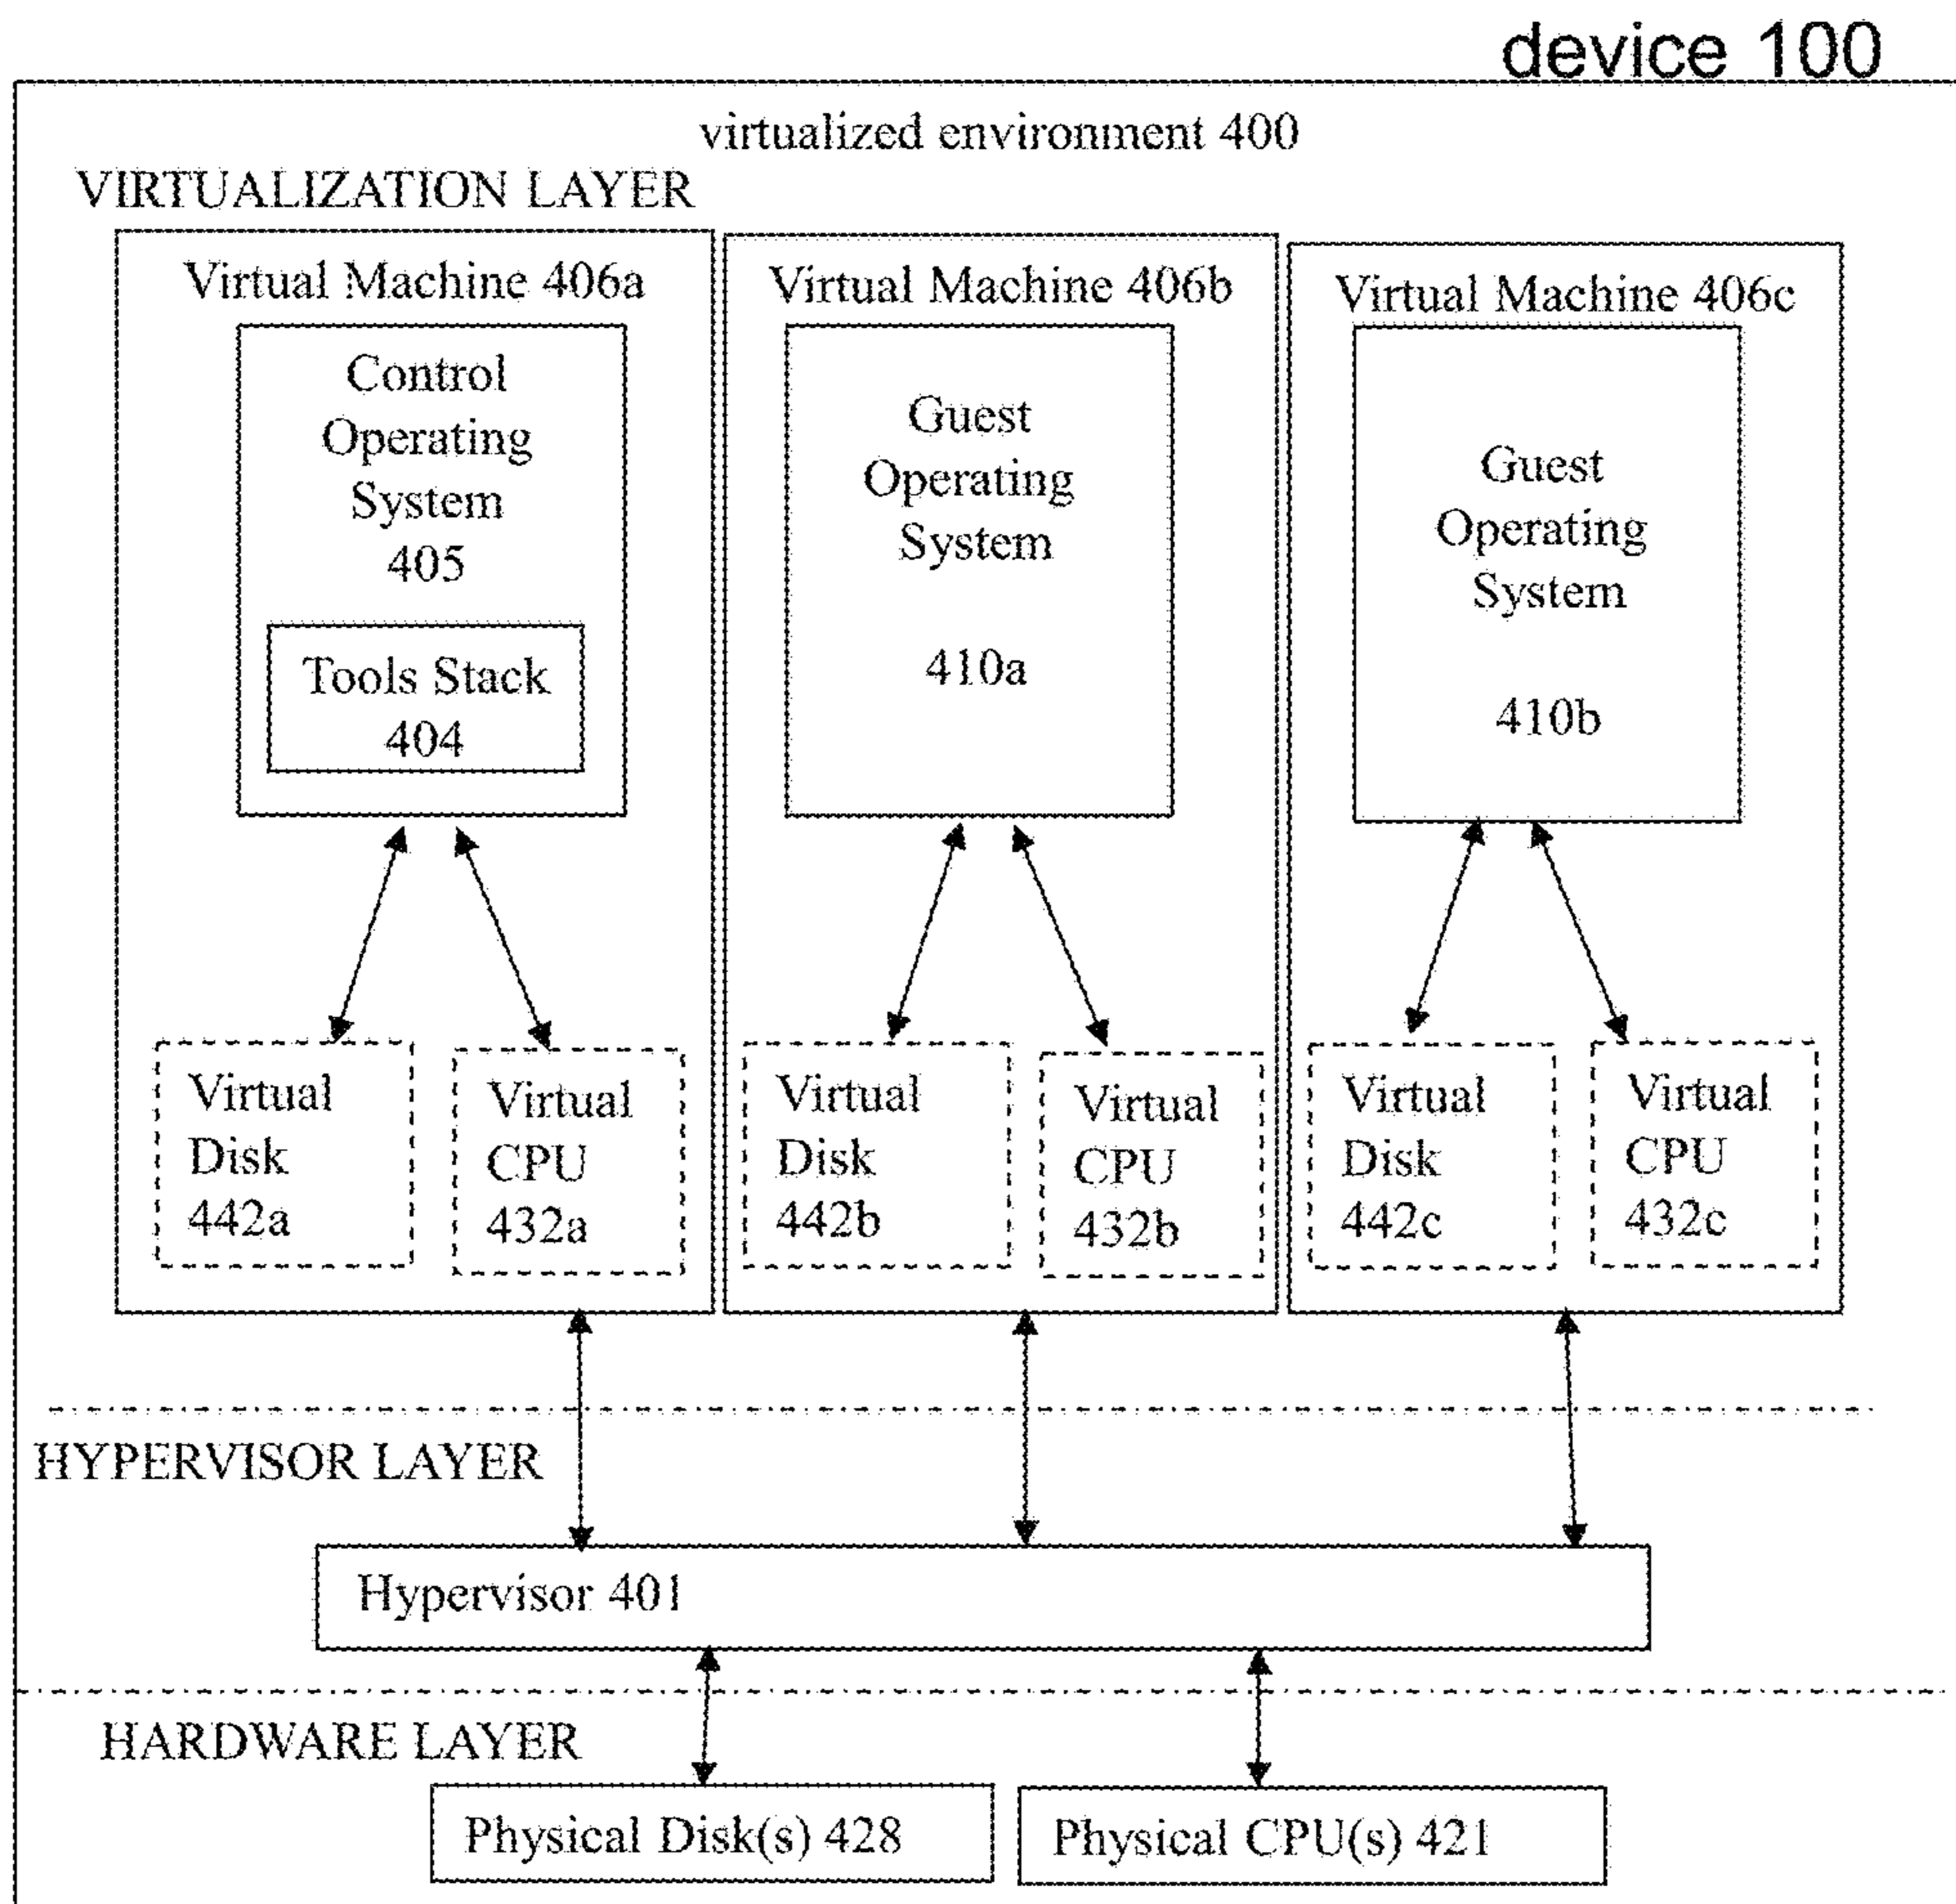 device 100
virtualized environment 400
VIRTUALIZATION LAYER
Virtual Machine 406a
Control
Operating
System
405
Tools Stack
404
Virtual
Disk
442a
Virtual
CPU
432a
Virtual Machine 406b
Guest
Operating
System
410a
Virtual
Disk
442b
Virtual
CPU
432b
Virtual Machine 406c
Guest
Operating
System
410b
Virtual
Disk
442c
Virtual
CPU
432c
HYPERVISOR LAYER
Hypervisor 401
HARDWARE LAYER
Physical Disk(s) 428
Physical CPU(s) 421